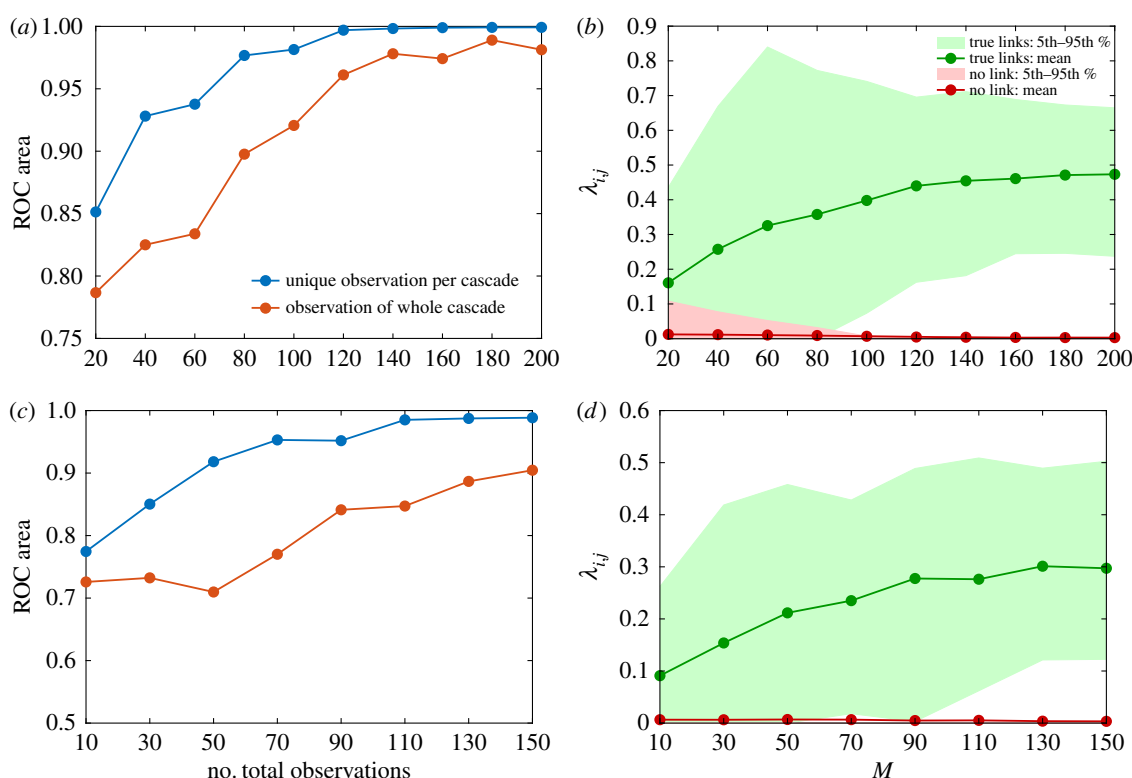 (a)
1.00
0.95
0.90
0.85
0.80
0.75
ROC area
unique observation per cascade
observation of whole cascade
20 40 60 80 100 120 140 160 180 200
(b)
0.9
0.8
0.7
0.6
0.5
0.4
0.3
0.2
0.1
0
λi,j
true links: 5th–95th %
true links: mean
no link: 5th–95th %
no link: mean
20 40 60 80 100 120 140 160 180 200
(c)
1.0
0.9
0.8
0.7
0.6
0.5
ROC area
10 30 50 70 90 110 130 150
no. total observations
(d)
0.6
0.5
0.4
0.3
0.2
0.1
0
λi,j
10 30 50 70 90 110 130 150
M